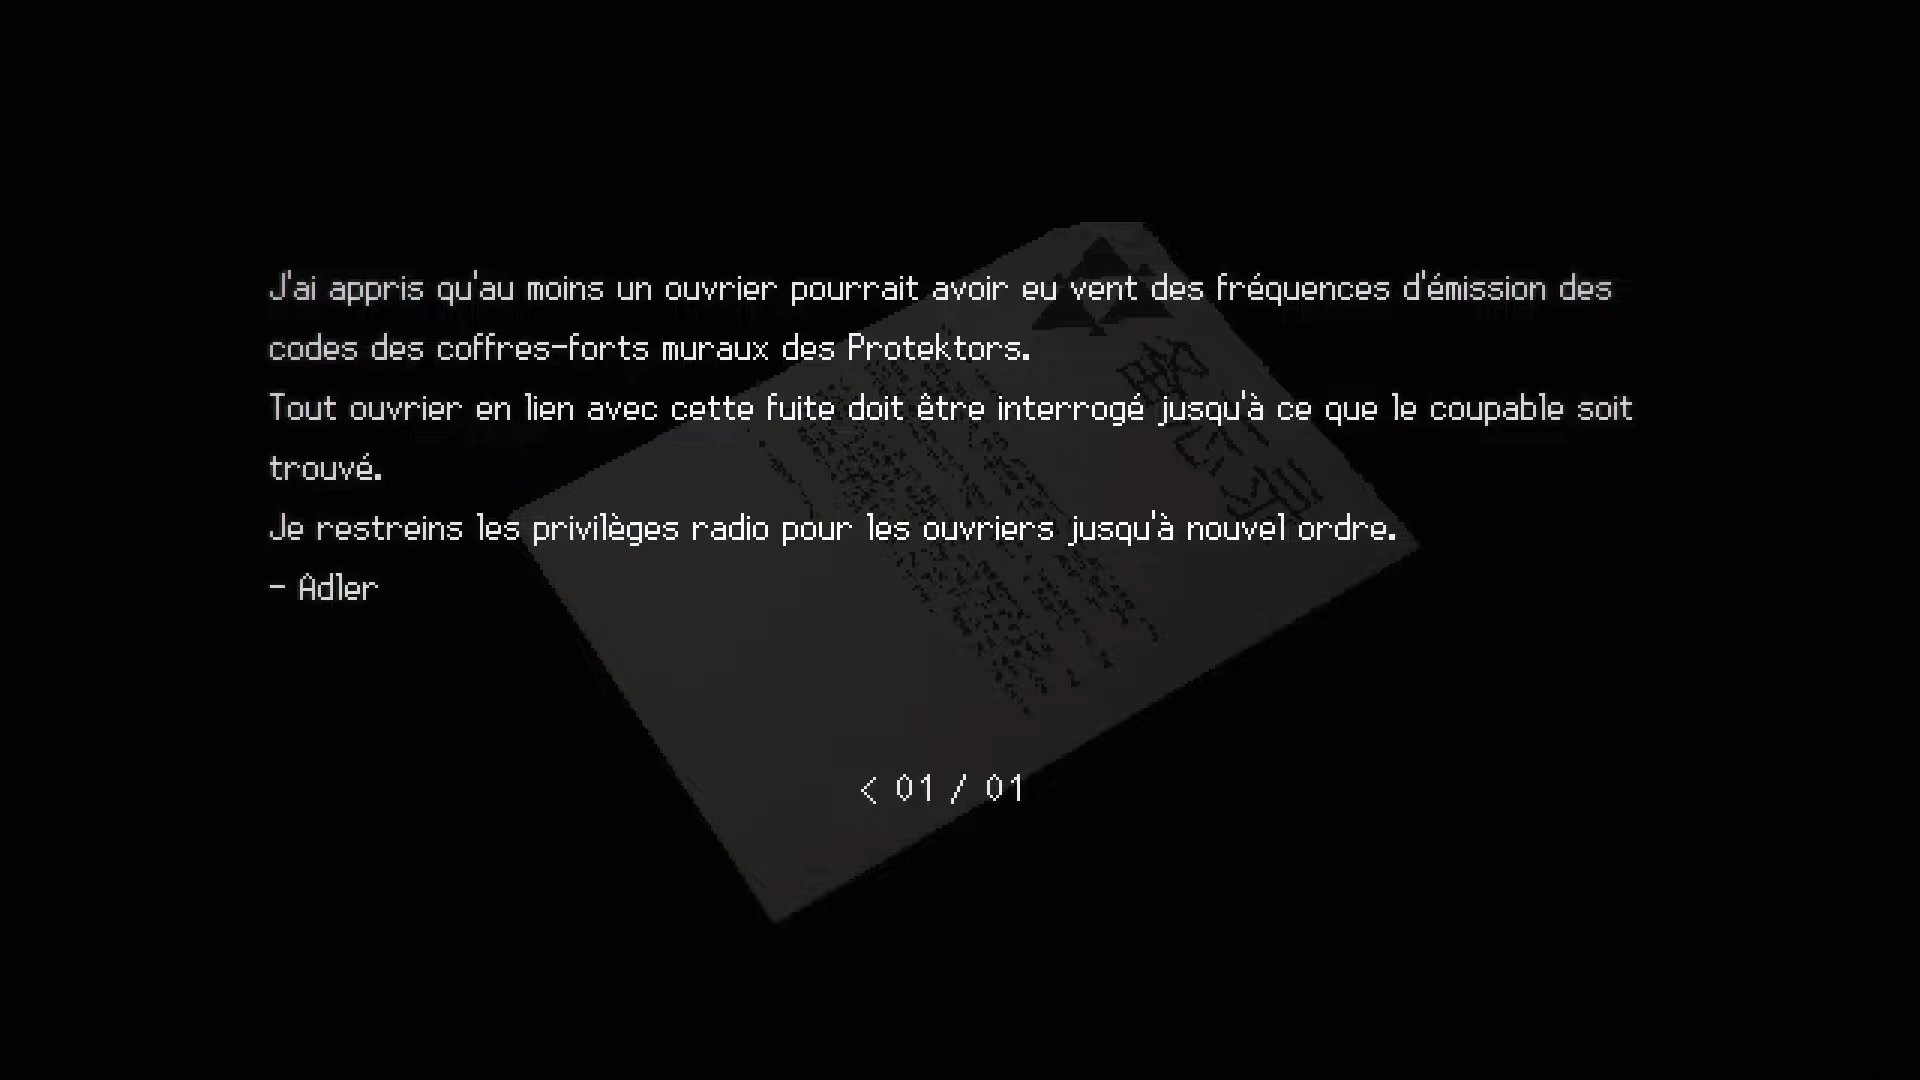 J'ai appris qu'au moins un ouvrier pourrait avoir eu vent des fréquences d'émission des
codes des coffres-forts muraux des Protektors.
Tout ouvrier en lien avec cette fuite doit être interrogé jusqu'à ce que le coupable soit
trouvé.
Je restreins les privilèges radio pour les ouvriers jusqu'à nouvel ordre.
- Adler
< 01 / 01